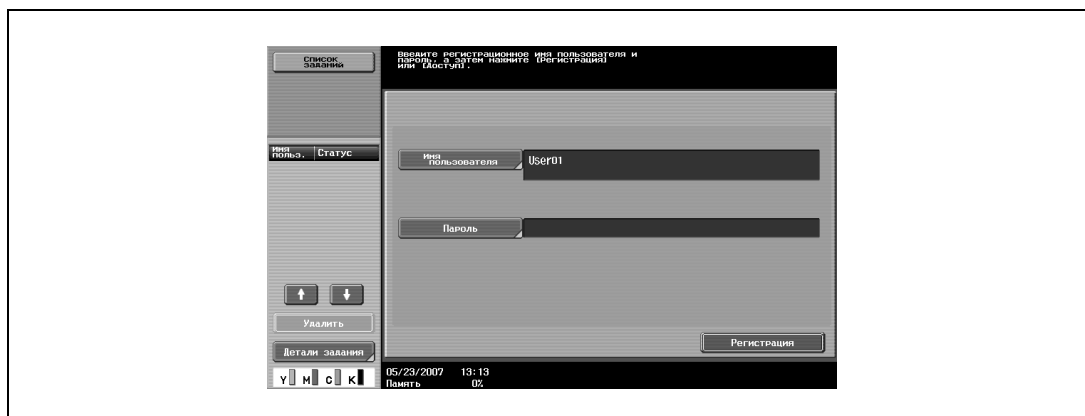 Список
заданий
Введите регистрационное имя пользователя и
пароль, а затем нажмите [Регистрация]
или [Доступ].
Имя
польз.
Статус
Имя
пользователя
User01
Пароль
Удалить
Детали задания
Регистрация
Y M C K
05/23/2007 13:13
Память 0%